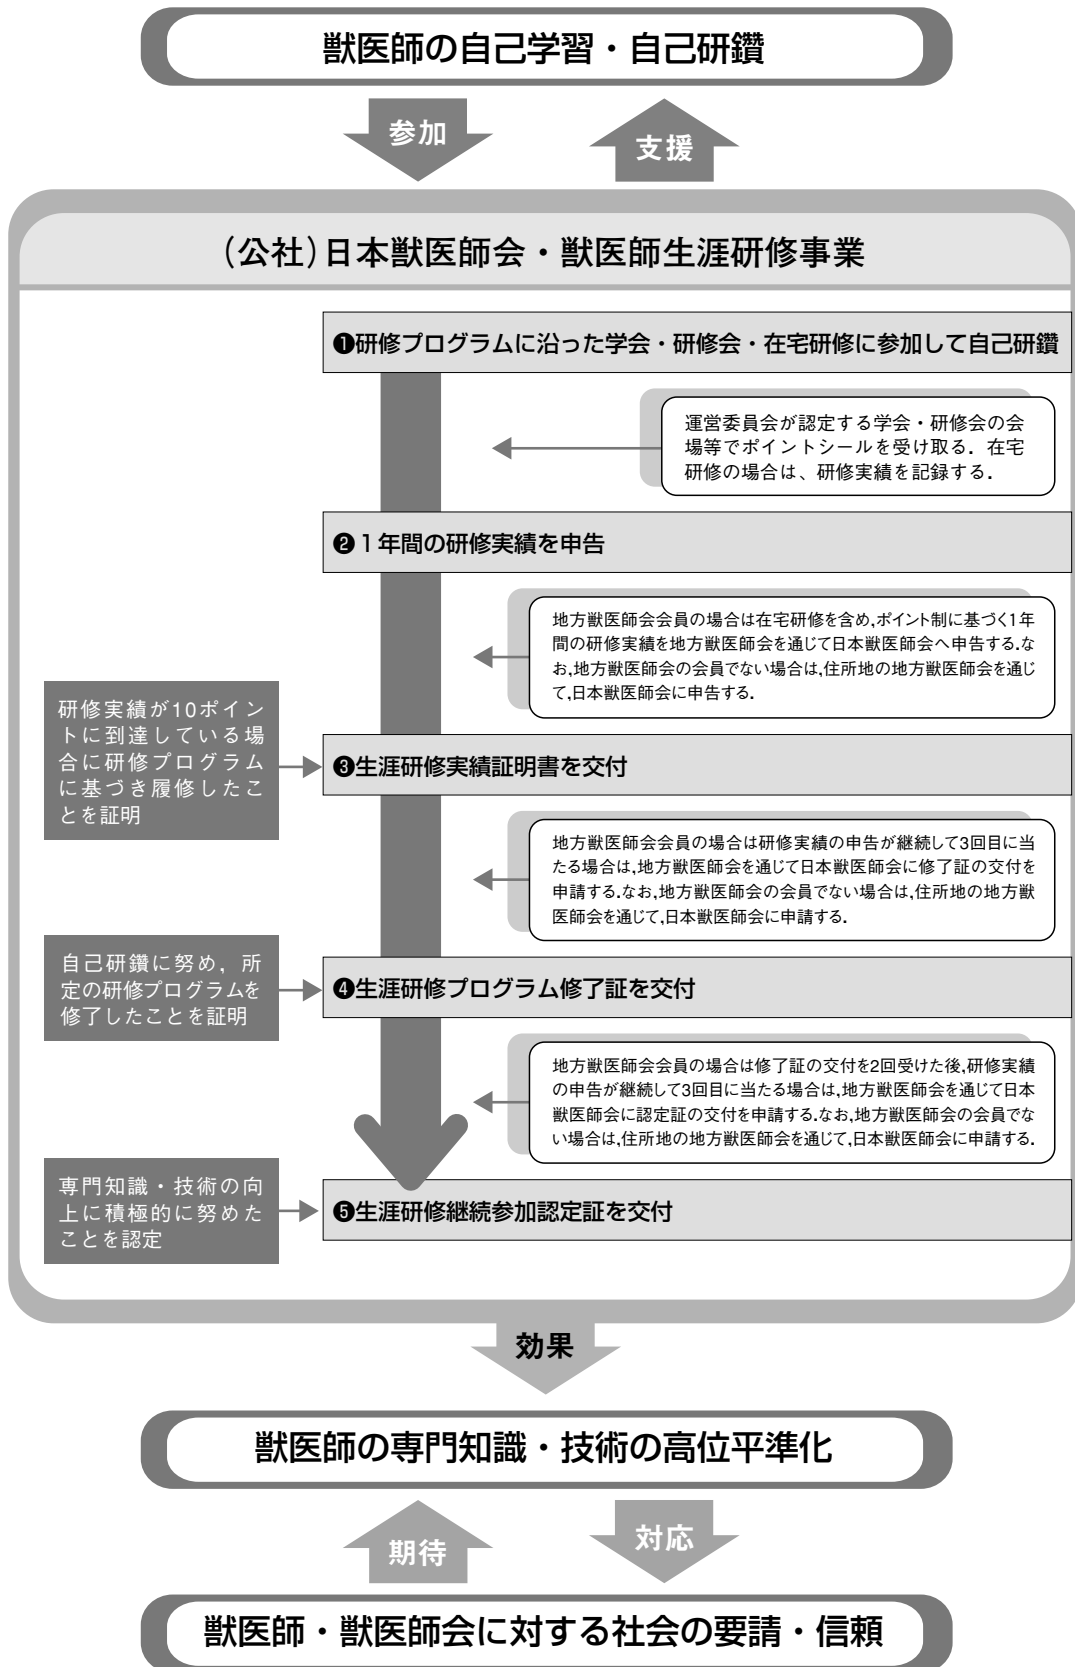 獣医師の自己学習・自己研鑽
参加
支援
(公社)日本獣医師会・獣医師生涯研修事業
❶研修プログラムに沿った学会・研修会・在宅研修に参加して自己研鑽
運営委員会が認定する学会・研修会の会
場等でポイントシールを受け取る．在宅
研修の場合は、研修実績を記録する．
❷１年間の研修実績を申告
地方獣医師会会員の場合は在宅研修を含め,ポイント制に基づく1年
間の研修実績を地方獣医師会を通じて日本獣医師会へ申告する.な
お,地方獣医師会の会員でない場合は,住所地の地方獣医師会を通じ
て,日本獣医師会に申告する.
研修実績が10ポイン
トに到達している場
合に研修プログラム
に基づき履修したこ
とを証明
❸生涯研修実績証明書を交付
地方獣医師会会員の場合は研修実績の申告が継続して3回目に当
たる場合は,地方獣医師会を通じて日本獣医師会に修了証の交付を
申請する.なお,地方獣医師会の会員でない場合は,住所地の地方獣
医師会を通じて,日本獣医師会に申請する.
自己研鑽に努め，所
定の研修プログラムを
修了したことを証明
❹生涯研修プログラム修了証を交付
地方獣医師会会員の場合は修了証の交付を2回受けた後,研修実績
の申告が継続して3回目に当たる場合は,地方獣医師会を通じて日本
獣医師会に認定証の交付を申請する.なお,地方獣医師会の会員でな
い場合は,住所地の地方獣医師会を通じて,日本獣医師会に申請する.
専門知識・技術の向
上に積極的に努めた
ことを認定
❺生涯研修継続参加認定証を交付
効果
獣医師の専門知識・技術の高位平準化
期待
対応
獣医師・獣医師会に対する社会の要請・信頼